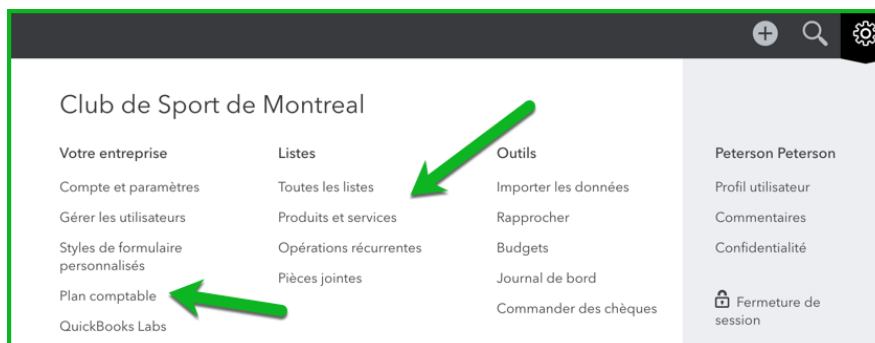 Club de Sport de Montreal
Votre entreprise
Compte et paramètres
Gérer les utilisateurs
Styles de formulaire
personnalisés
Plan comptable
QuickBooks Labs
Listes
Toutes les listes
Produits et services
Opérations récurrentes
Pièces jointes
Outils
Importer les données
Rapprocher
Budgets
Journal de bord
Commander des chèques
Peterson Peterson
Profil utilisateur
Commentaires
Confidentialité
Fermeture de
session